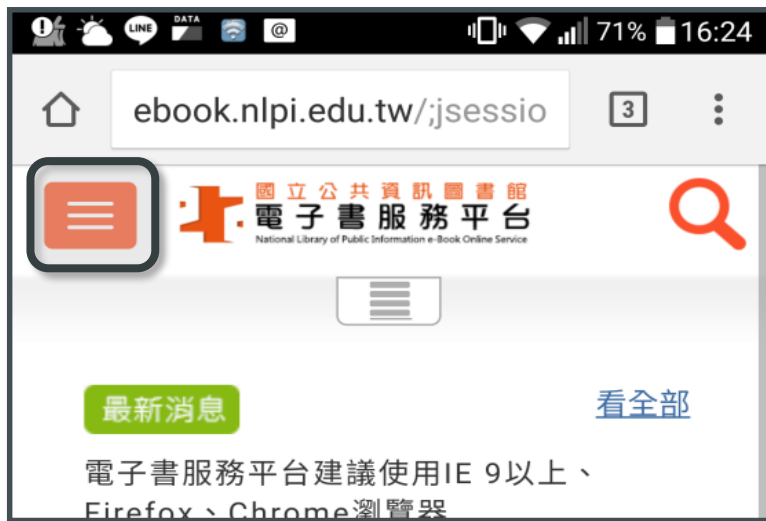 LINE DATA @ 71% 16:24
ebook.nlpi.edu.tw/;jsessio 3
國立公共資訊圖書館
電子書服務平台
National Library of Public Information e-Book Online Service
最新消息 看全部
電子書服務平台建議使用IE 9以上、
Firefox、Chrome瀏覽器